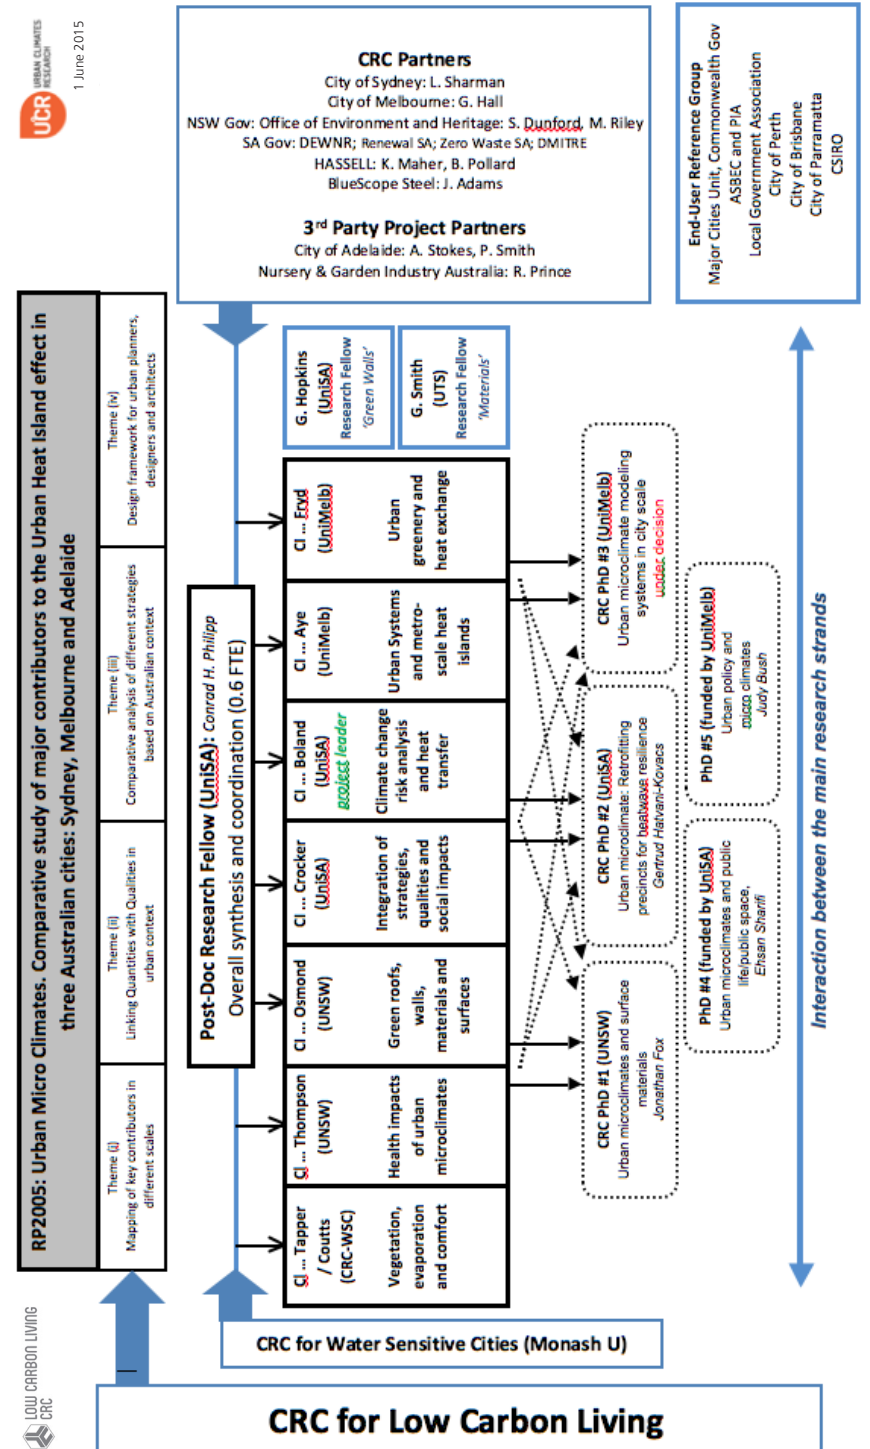 LOW CARBON LIVING
CRC
UCR
URBAN CLIMATES
RESEARCH
1 June 2015
RP2005: Urban Micro Climates. Comparative study of major contributors to the Urban Heat Island effect in
three Australian cities: Sydney, Melbourne and Adelaide
Theme (i)
Mapping of key contributors in
different scales
Theme (ii)
Linking Quantities with Qualities in
urban context
Theme (iii)
Comparative analysis of different strategies
based on Australian context
Theme (iv)
Design framework for urban planners,
designers and architects
CRC Partners
City of Sydney: L. Sharman
City of Melbourne: G. Hall
NSW Gov: Office of Environment and Heritage: S. Dunford, M. Riley
SA Gov: DEWNR; Renewal SA; Zero Waste SA; DMITRE
HASSELL: K. Maher, B. Pollard
BlueScope Steel: J. Adams
3rd Party Project Partners
City of Adelaide: A. Stokes, P. Smith
Nursery & Garden Industry Australia: R. Prince
End-User Reference Group
Major Cities Unit, Commonwealth Gov
ASBEC and PIA
Local Government Association
City of Perth
City of Brisbane
City of Parramatta
CSIRO
Post-Doc Research Fellow (UniSA): Conrad H. Philipp
Overall synthesis and coordination (0.6 FTE)
CI ... Tapper
/ Coutts
(CRC-WSC)
Vegetation,
evaporation
and comfort
CI ... Thompson
(UNSW)
Health impacts
of urban
microclimates
CI ... Osmond
(UNSW)
Green roofs,
walls,
materials and
surfaces
CI ... Crocker
(UniSA)
Integration of
strategies,
qualities and
social impacts
CI ... Boland
(UniSA)
project leader
Climate change
risk analysis
and heat
transfer
CI ... Aye
(UniMelb)
Urban Systems
and metro-
scale heat
islands
CI ... Fryd
(UniMelb)
Urban
greenery and
heat exchange
G. Hopkins
(UniSA)
Research Fellow
'Green Walls'
G. Smith
(UTS)
Research Fellow
'Materials'
CRC PhD #1 (UNSW)
Urban microclimates and surface
materials
Jonathan Fox
CRC PhD #2 (UniSA)
Urban microclimate: Retrofitting
precincts for heatwave resilience
Gertrud Hatvani-Kovacs
CRC PhD #3 (UniMelb)
Urban microclimate modeling
systems in city scale
under decision
PhD #4 (funded by UniSA)
Urban microclimates and public
life/public space,
Ehsan Sharifi
PhD #5 (funded by UniMelb)
Urban policy and
micro climates
Judy Bush
Interaction between the main research strands
CRC for Water Sensitive Cities (Monash U)
CRC for Low Carbon Living